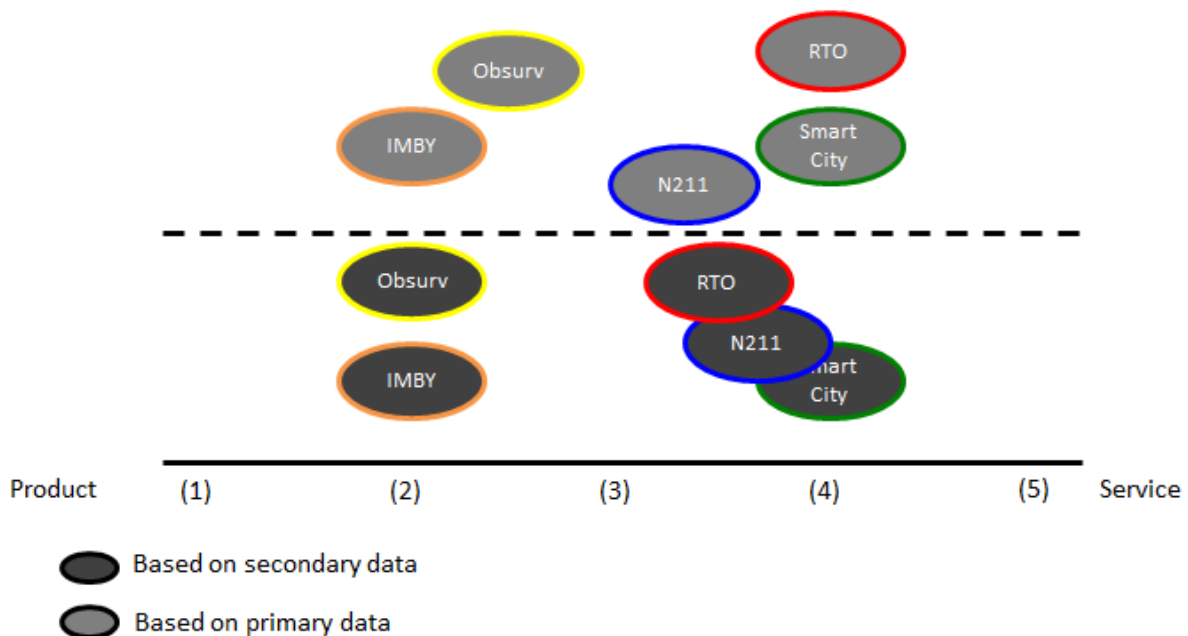 RTO
Obsurv
Smart
City
IMBY
N211
Obsurv
RTO
N211
mart
City
IMBY
Product (1) (2) (3) (4) (5) Service
Based on secondary data
Based on primary data